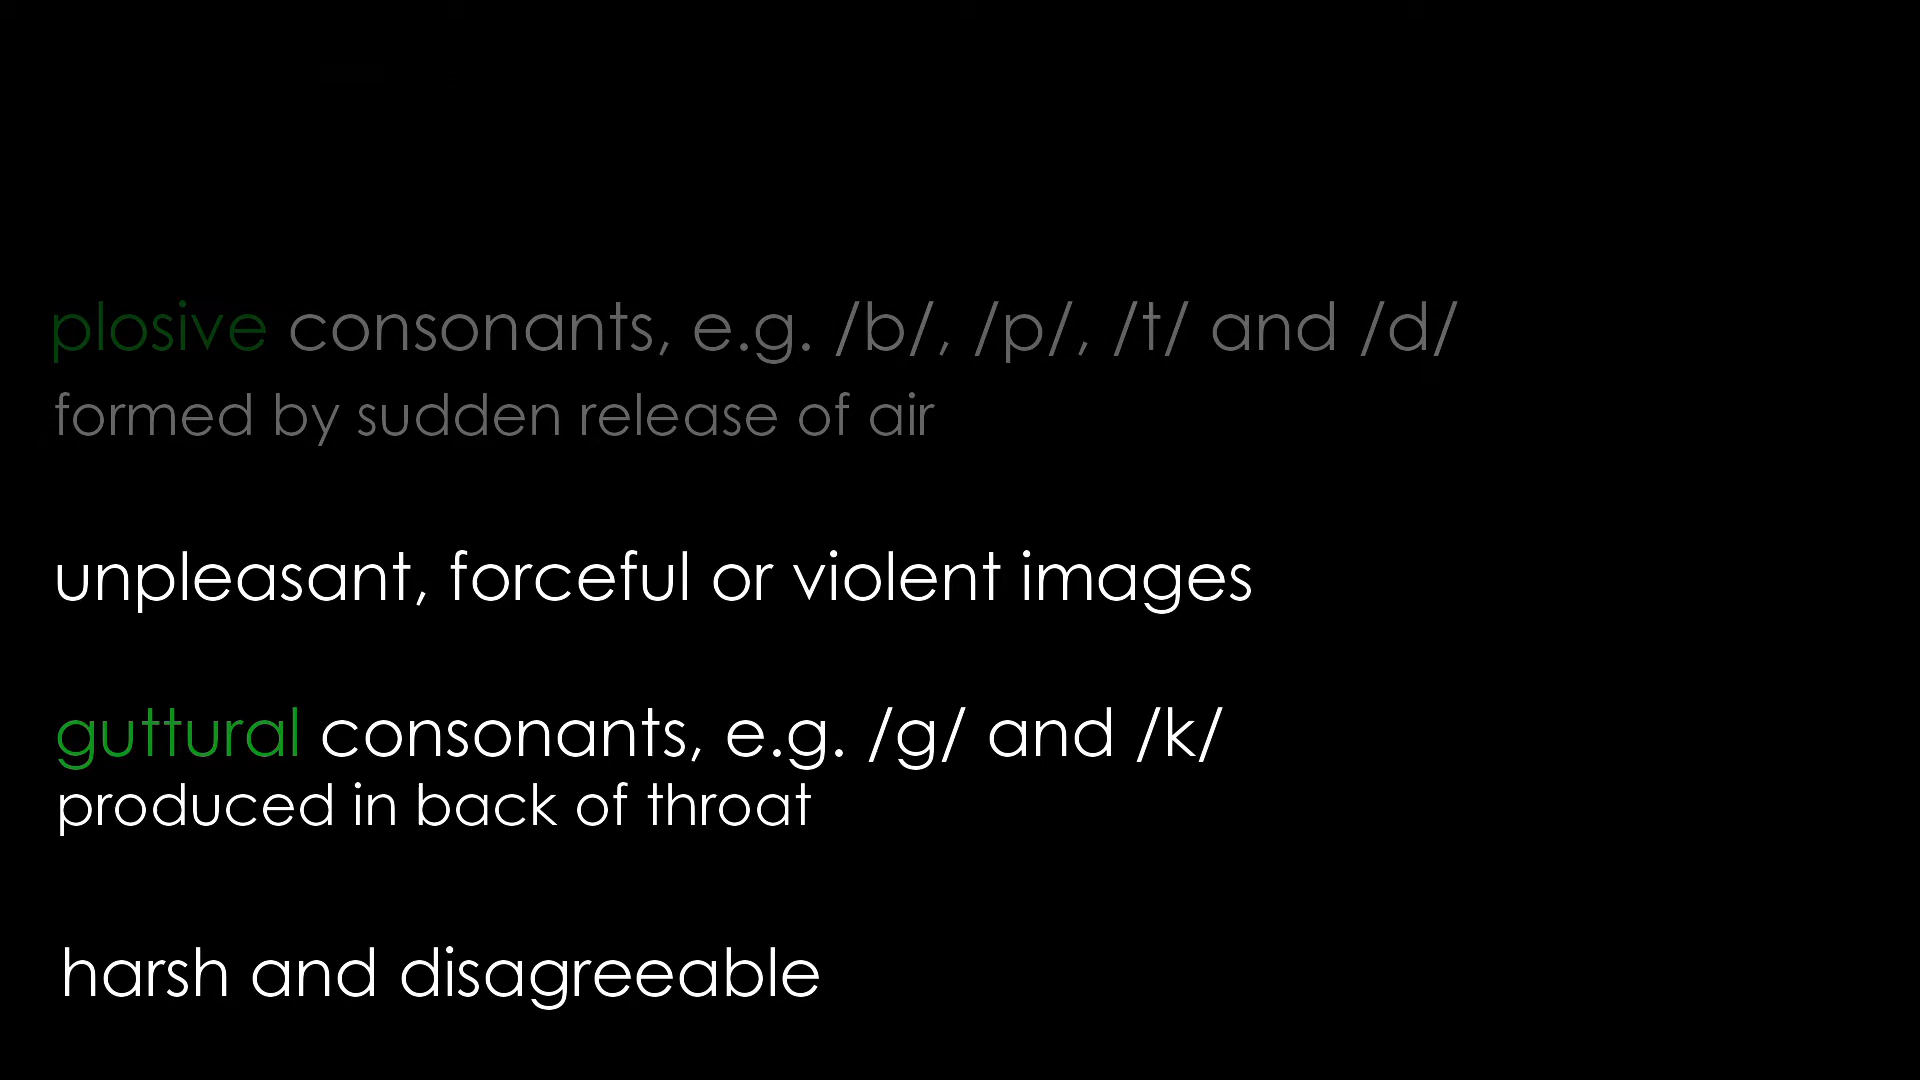 plosive consonants, e.g. /b/, /p/, /t/ and /d/
formed by sudden release of air
unpleasant, forceful or violent images
guttural consonants, e.g. /g/ and /k/
produced in back of throat
harsh and disagreeable